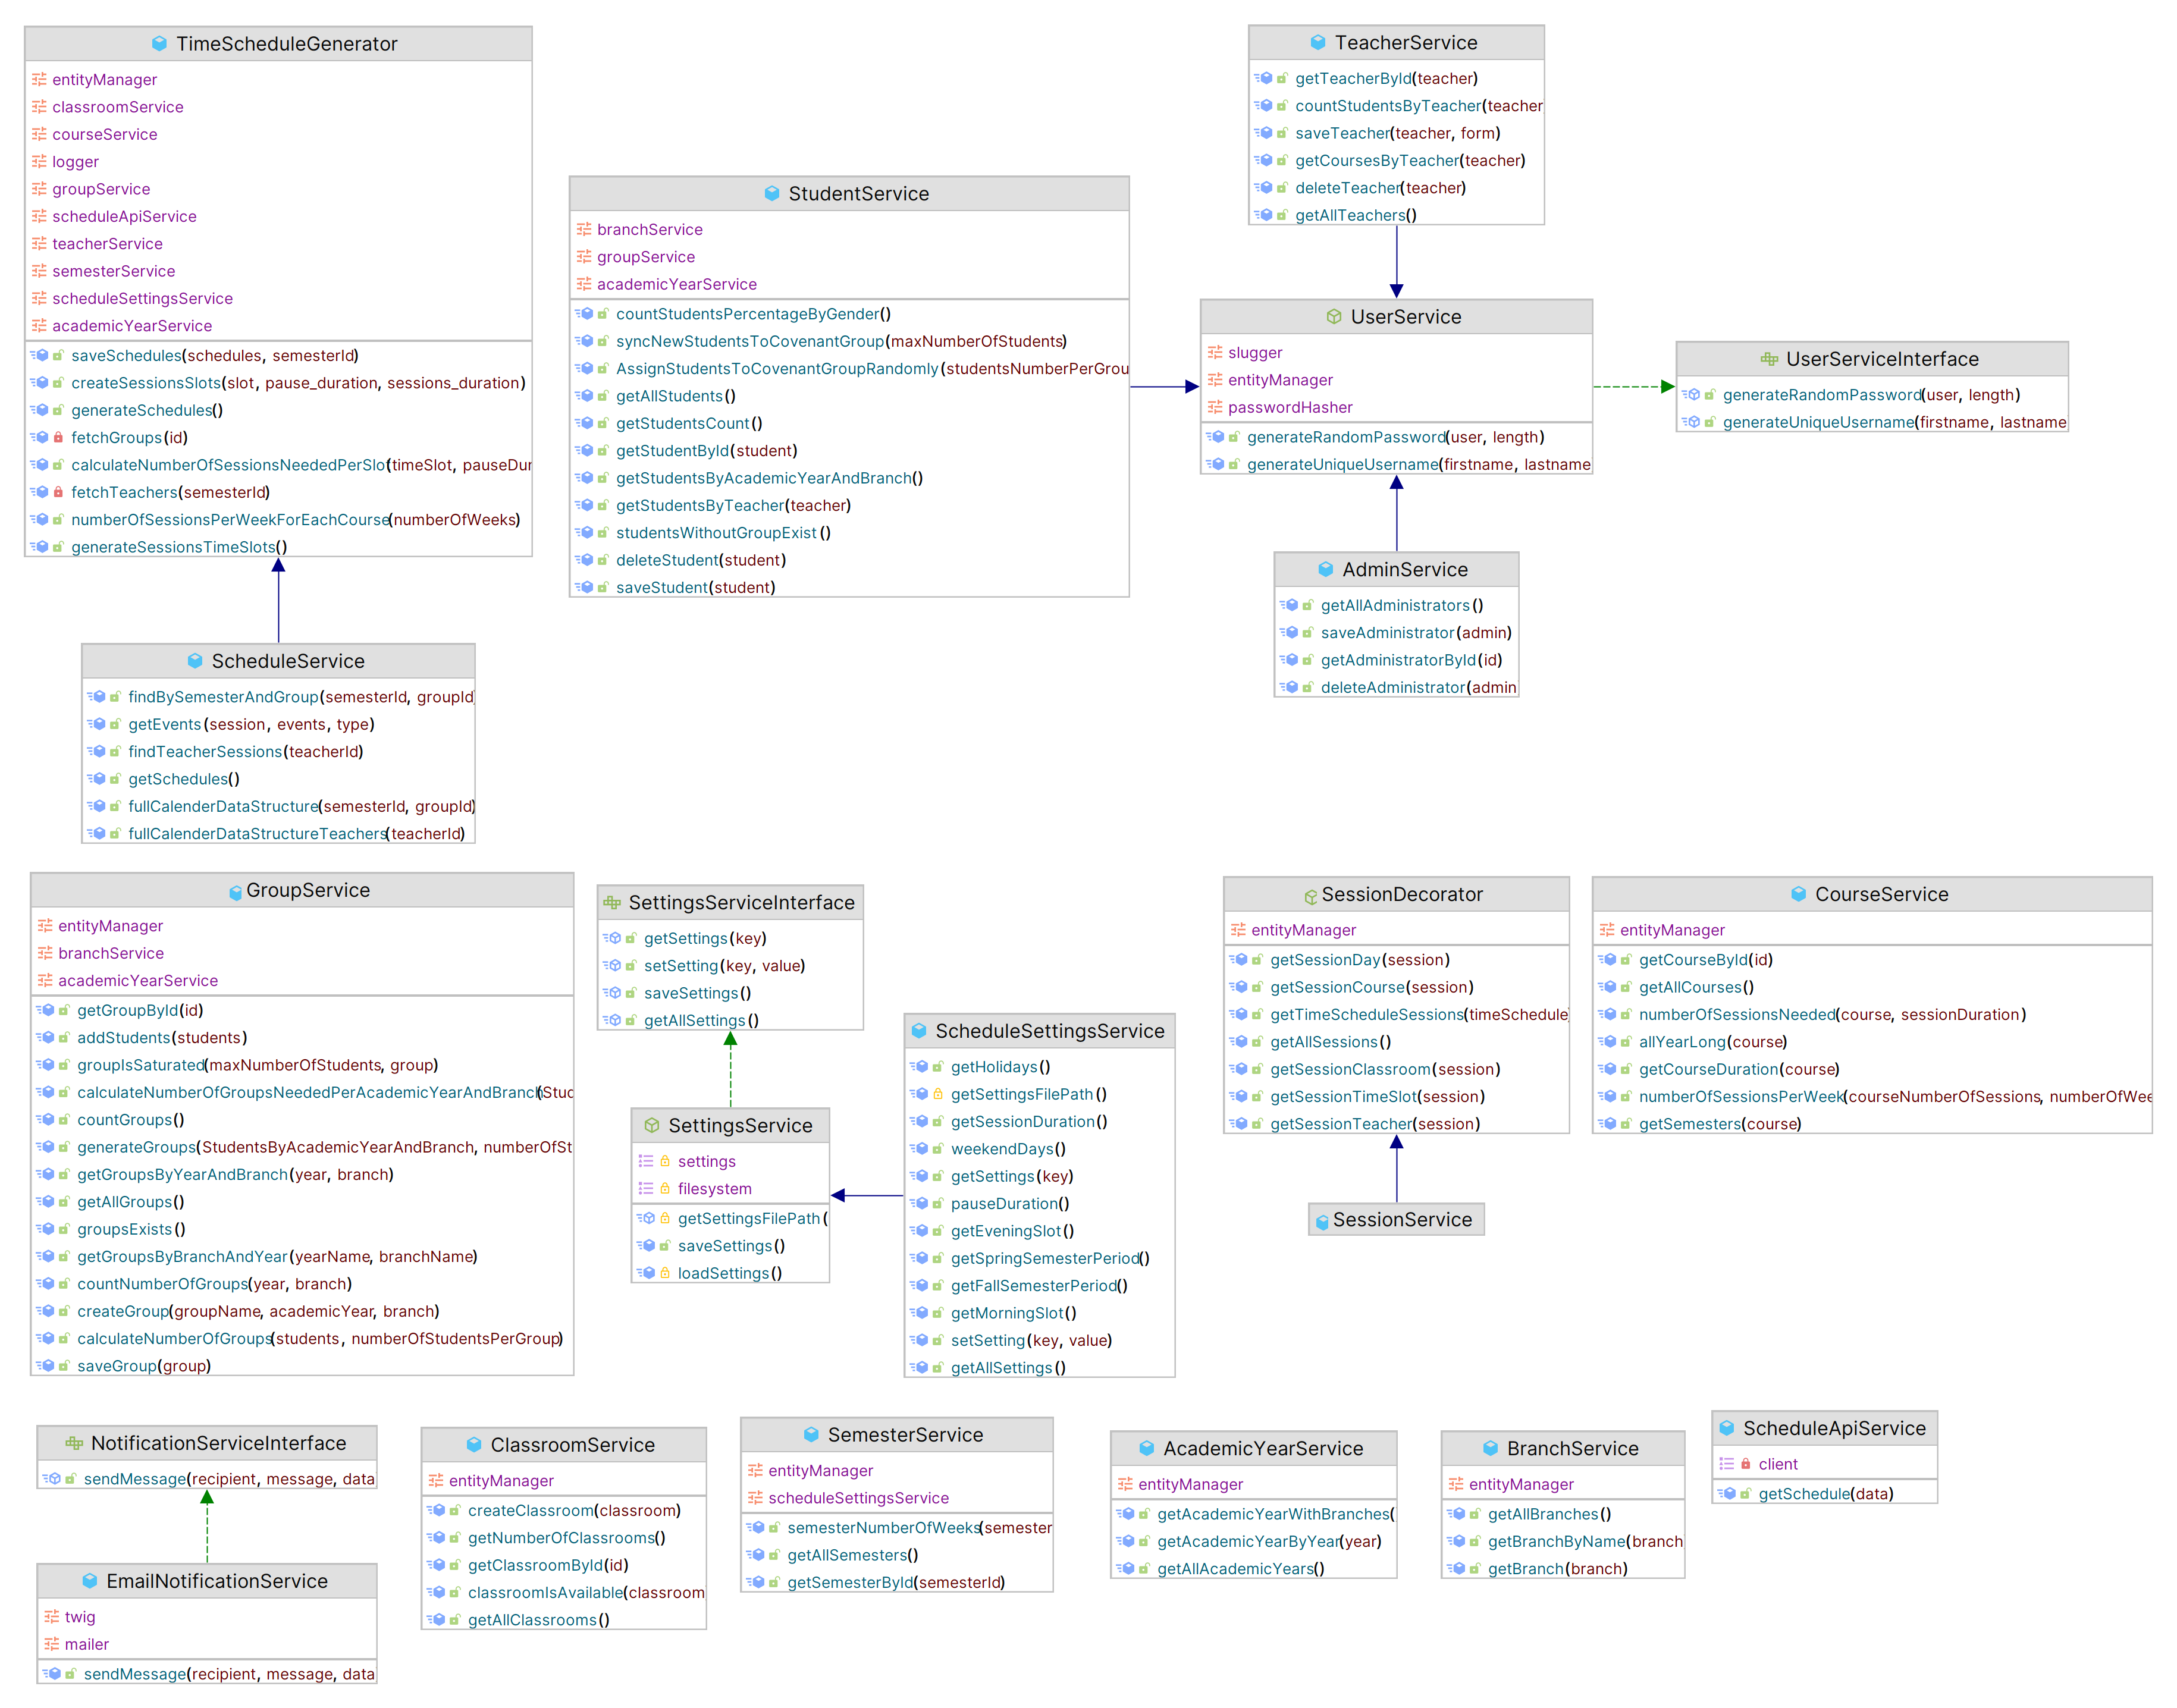 TimeScheduleGenerator
entityManager
classroomService
courseService
logger
groupService
scheduleApiService
teacherService
semesterService
scheduleSettingsService
academicYearService
saveSchedules(schedules, semesterId)
createSessionsSlots(slot, pause_duration, sessions_duration)
generateSchedules()
fetchGroups(id)
calculateNumberOfSessionsNeededPerSlot(timeSlot, pauseDur
fetchTeachers(semesterId)
numberOfSessionsPerWeekForEachCourse(numberOfWeeks)
generateSessionsTimeSlots()
ScheduleService
findBySemesterAndGroup(semesterId, groupId)
getEvents(session, events, type)
findTeacherSessions(teacherId)
getSchedules()
fullCalenderDataStructure(semesterId, groupId)
fullCalenderDataStructureTeachers(teacherId)
StudentService
branchService
groupService
academicYearService
countStudentsPercentageByGender()
syncNewStudentsToCovenantGroup(maxNumberOfStudents)
AssignStudentsToCovenantGroupRandomly(studentsNumberPerGrou
getAllStudents()
getStudentsCount()
getStudentById(student)
getStudentsByAcademicYearAndBranch()
getStudentsByTeacher(teacher)
studentsWithoutGroupExist()
deleteStudent(student)
saveStudent(student)
TeacherService
getTeacherById(teacher)
countStudentsByTeacher(teacher
saveTeacher(teacher, form)
getCoursesByTeacher(teacher)
deleteTeacher(teacher)
getAllTeachers()
UserService
slugger
entityManager
passwordHasher
generateRandomPassword(user, length)
generateUniqueUsername(firstname, lastname
UserServiceInterface
generateRandomPassword(user, length)
generateUniqueUsername(firstname, lastname
AdminService
getAllAdministrators()
saveAdministrator(admin)
getAdministratorById(id)
deleteAdministrator(admin
GroupService
entityManager
branchService
academicYearService
getGroupById(id)
addStudents(students)
groupIsSaturated(maxNumberOfStudents, group)
calculateNumberOfGroupsNeededPerAcademicYearAndBranch(Stud
countGroups()
generateGroups(StudentsByAcademicYearAndBranch, numberOfSt
getGroupsByYearAndBranch(year, branch)
getAllGroups()
groupsExists()
getGroupsByBranchAndYear(yearName, branchName)
countNumberOfGroups(year, branch)
createGroup(groupName, academicYear, branch)
calculateNumberOfGroups(students, numberOfStudentsPerGroup)
saveGroup(group)
SettingsServiceInterface
getSettings(key)
setSetting(key, value)
saveSettings()
getAllSettings()
SettingsService
settings
filesystem
getSettingsFilePath(
saveSettings()
loadSettings()
ScheduleSettingsService
getHolidays()
getSettingsFilePath()
getSessionDuration()
weekendDays()
getSettings(key)
pauseDuration()
getEveningSlot()
getSpringSemesterPeriod()
getFallSemesterPeriod()
getMorningSlot()
setSetting(key, value)
getAllSettings()
SessionDecorator
entityManager
getSessionDay(session)
getSessionCourse(session)
getTimeScheduleSessions(timeSchedule)
getAllSessions()
getSessionClassroom(session)
getSessionTimeSlot(session)
getSessionTeacher(session)
SessionService
CourseService
entityManager
getCourseById(id)
getAllCourses()
numberOfSessionsNeeded(course, sessionDuration)
allYearLong(course)
getCourseDuration(course)
numberOfSessionsPerWeek(courseNumberOfSessions, numberOfWee
getSemesters(course)
NotificationServiceInterface
sendMessage(recipient, message, data
EmailNotificationService
twig
mailer
sendMessage(recipient, message, data
ClassroomService
entityManager
createClassroom(classroom)
getNumberOfClassrooms()
getClassroomById(id)
classroomIsAvailable(classroom
getAllClassrooms()
SemesterService
entityManager
scheduleSettingsService
semesterNumberOfWeeks(semester
getAllSemesters()
getSemesterById(semesterId)
AcademicYearService
entityManager
getAcademicYearWithBranches(
getAcademicYearByYear(year)
getAllAcademicYears()
BranchService
entityManager
getAllBranches()
getBranchByName(branch
getBranch(branch)
ScheduleApiService
client
getSchedule(data)